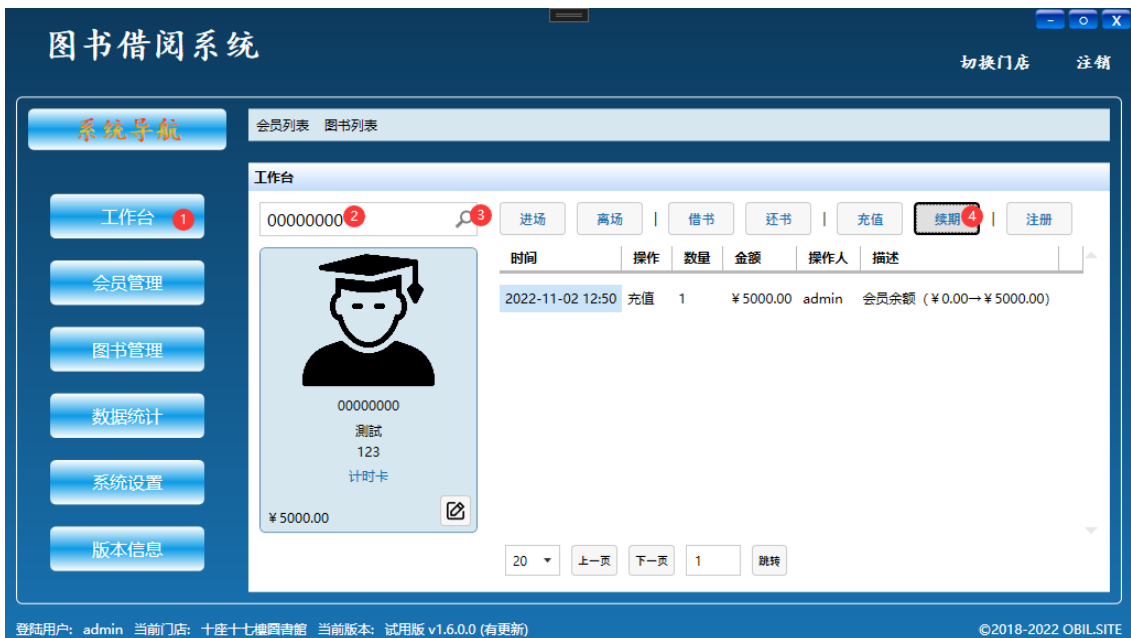 - o X
图书借阅系统
切换门店 注销
系统导航
会员列表 图书列表
工作台
工作台 1
00000000 2 3 进场 离场 | 借书 还书 | 充值 续期 4 | 注册
时间 操作 数量 金额 操作人 描述
2022-11-02 12:50 充值 1 ¥5000.00 admin 会员余额（¥0.00→¥5000.00）
会员管理
图书管理
数据统计
系统设置
版本信息
00000000
測試
123
计时卡
¥5000.00
20 上一页 下一页 1 跳转
登陆用户: admin 当前门店: 十座十七樓圖書館 当前版本: 试用版 v1.6.0.0 (有更新)
©2018-2022 OBIL.SITE